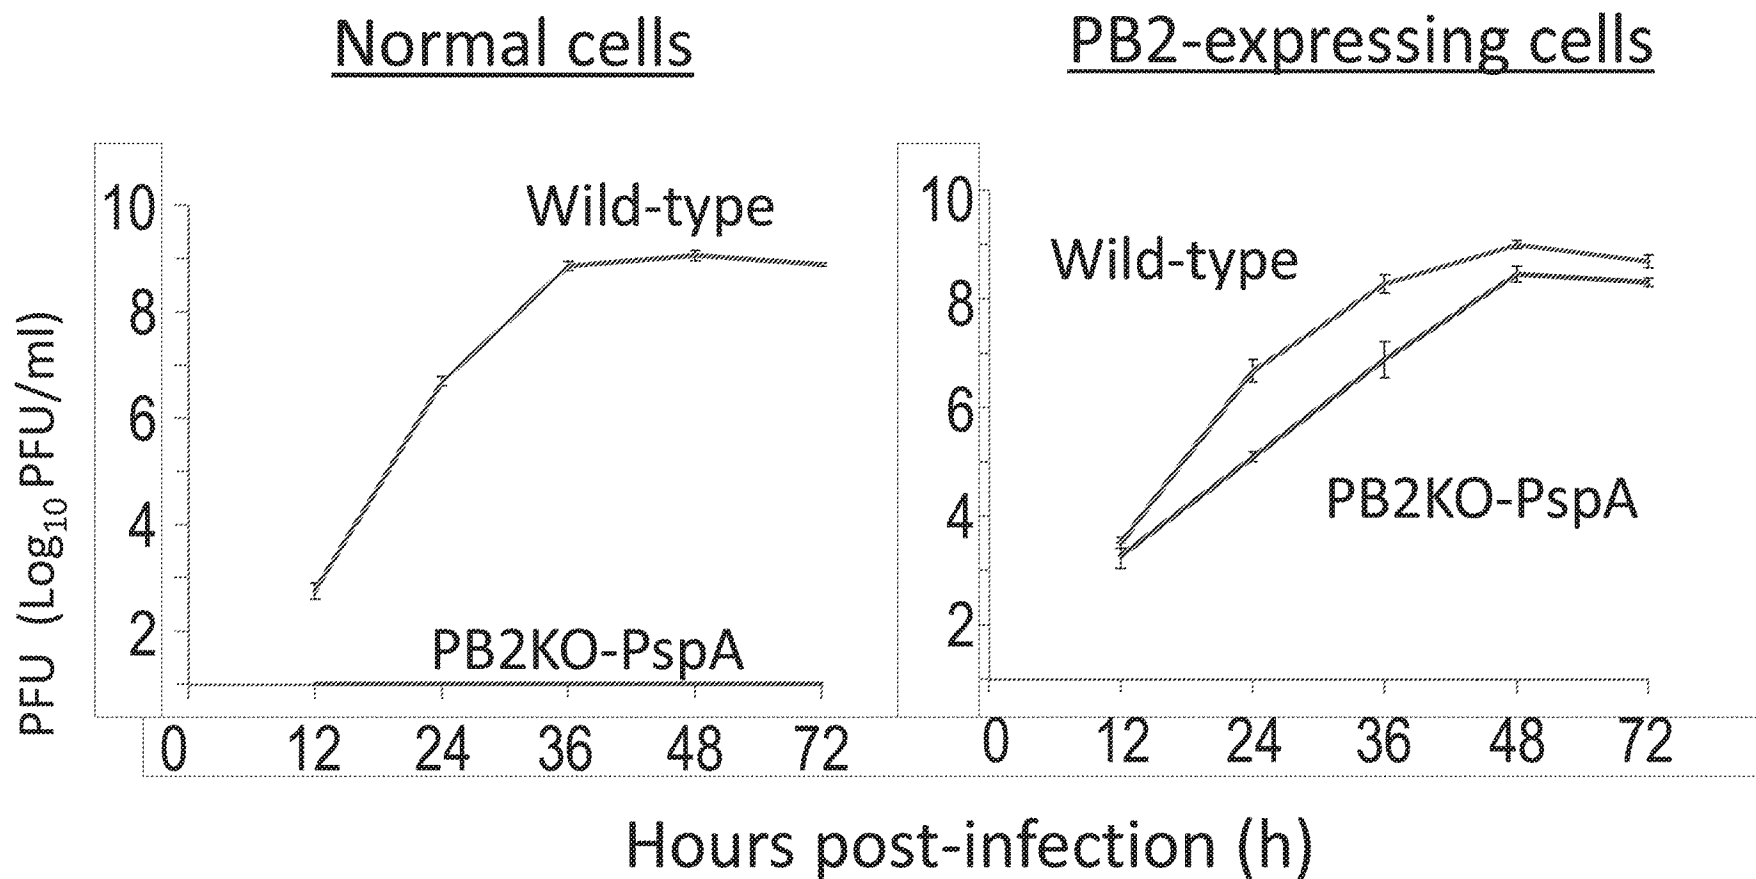 Normal cells
PB2-expressing cells
PFU (Log10 PFU/ml)
10
8
6
4
2
Wild-type
PB2KO-PspA
0 12 24 36 48 72
10
8
6
4
2
Wild-type
PB2KO-PspA
0 12 24 36 48 72
Hours post-infection (h)